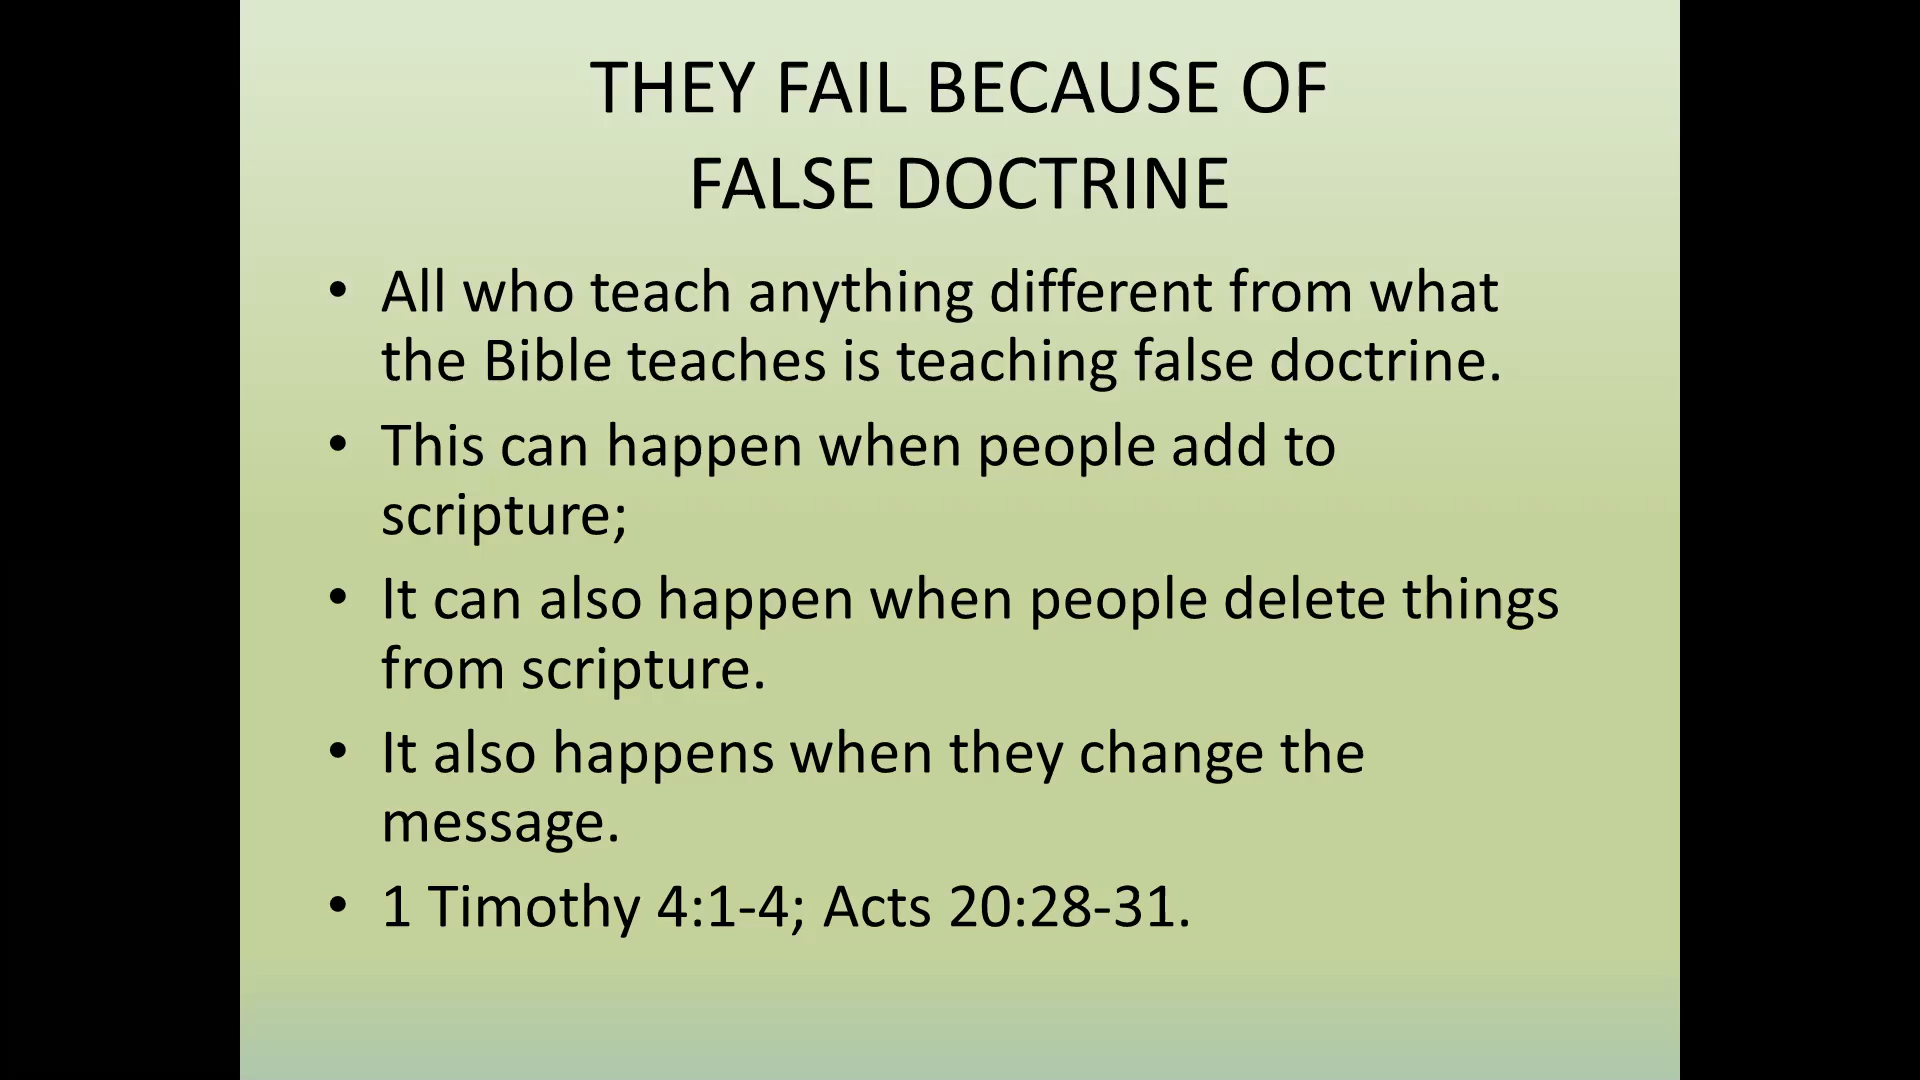 THEY FAIL BECAUSE OF
FALSE DOCTRINE
• All who teach anything different from what
the Bible teaches is teaching false doctrine.
• This can happen when people add to
scripture;
• It can also happen when people delete things
from scripture.
• It also happens when they change the
message.
• 1 Timothy 4:1-4; Acts 20:28-31.